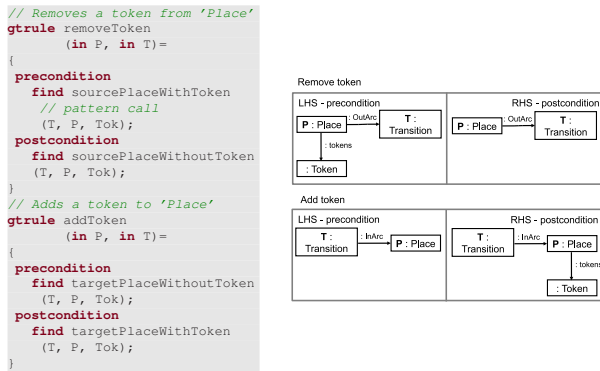 // Removes a token from 'Place'
gtrule removeToken
(in P, in T)=
{
precondition
find sourcePlaceWithToken
// pattern call
(T, P, Tok);
postcondition
find sourcePlaceWithoutToken
(T, P, Tok);
}
// Adds a token to 'Place'
gtrule addToken
(in P, in T)=
{
precondition
find targetPlaceWithoutToken
(T, P, Tok);
postcondition
find targetPlaceWithToken
(T, P, Tok);
}
Remove token
LHS - precondition
P : Place
: OutArc
T :
Transition
: tokens
: Token
RHS - postcondition
P : Place
: OutArc
T :
Transition
Add token
LHS - precondition
T :
Transition
: InArc
P : Place
RHS - postcondition
T :
Transition
: InArc
P : Place
: tokens
: Token